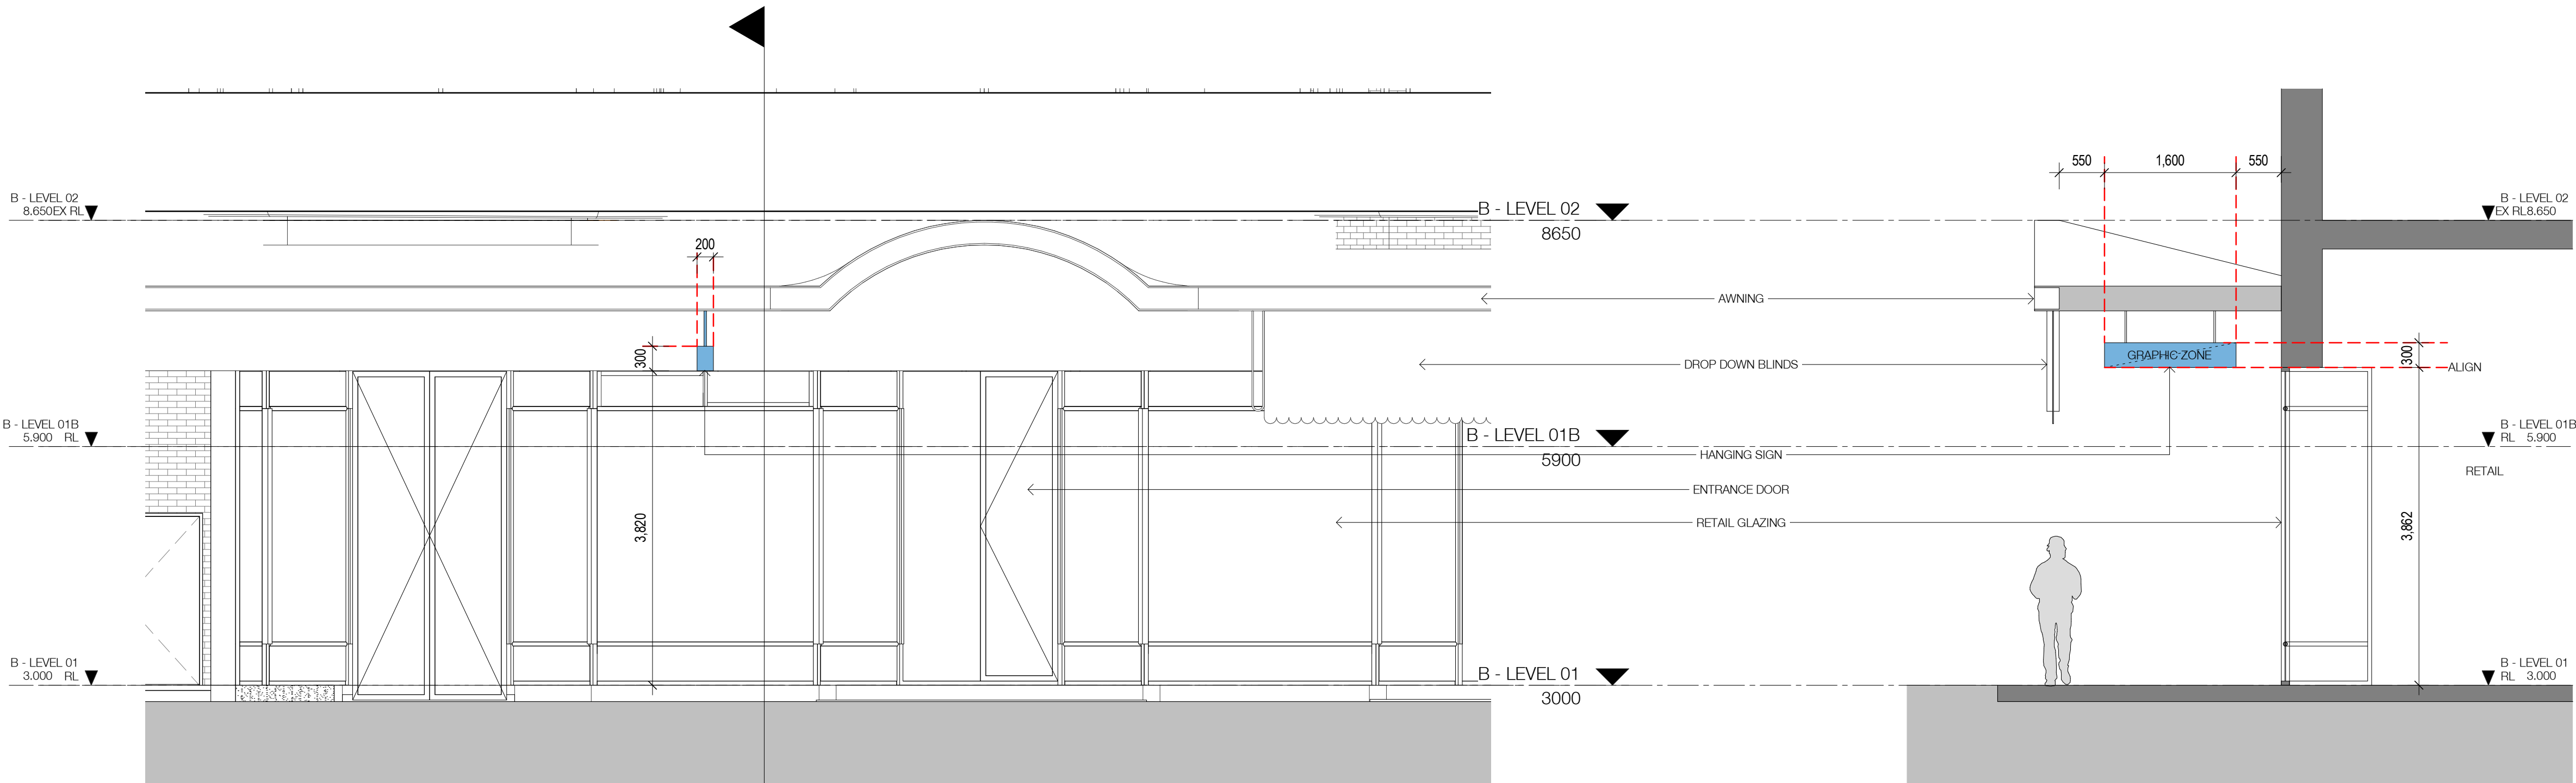 550
1,600
550
B - LEVEL 02
8.650EX RL
B - LEVEL 02
8650
B - LEVEL 02
EX RL8.650
200
AWNING
300
GRAPHIC ZONE
300
DROP DOWN BLINDS
ALIGN
B - LEVEL 01B
5.900 RL
B - LEVEL 01B
5900
B - LEVEL 01B
RL 5.900
HANGING SIGN
RETAIL
ENTRANCE DOOR
3,820
RETAIL GLAZING
3,862
B - LEVEL 01
3.000 RL
B - LEVEL 01
3000
B - LEVEL 01
RL 3.000